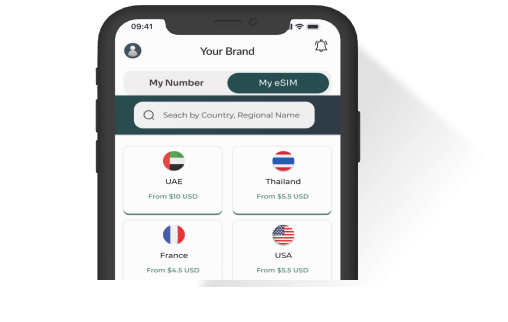 09:41
Your Brand
My Number My eSIM
Seach by Country, Regional Name
UAE Thailand
From $10 USD From $5.5 USD
France USA
From $4.5 USD From $5.5 USD